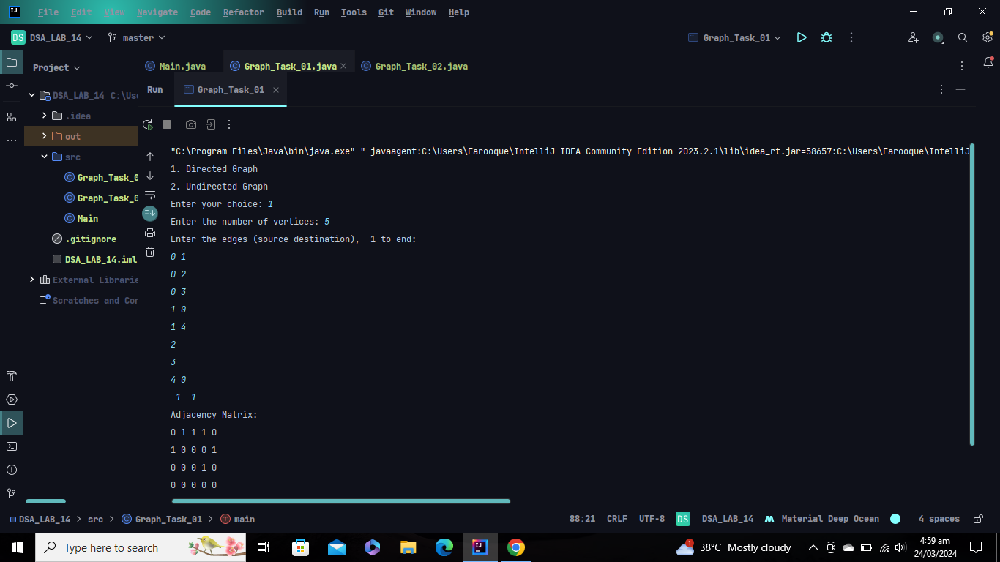 File Edit View Navigate Code Refactor Build Run Tools Git Window Help
DS DSA_LAB_14 master Graph_Task_01
Project Main.java Graph_Task_01.java Graph_Task_02.java
Run Graph_Task_01
DSA_LAB_14 C:\Use
.idea
out
src
Graph_Task_0
Graph_Task_0
Main
.gitignore
DSA_LAB_14.iml
External Librarie
Scratches and Con
"C:\Program Files\Java\bin\java.exe" "-javaagent:C:\Users\Farooque\IntelliJ IDEA Community Edition 2023.2.1\lib\idea_rt.jar=58657:C:\Users\Farooque\IntelliJ
1. Directed Graph
2. Undirected Graph
Enter your choice: 1
Enter the number of vertices: 5
Enter the edges (source destination), -1 to end:
0 1
0 2
0 3
1 0
1 4
2
3
4 0
-1 -1
Adjacency Matrix:
0 1 1 1 0
1 0 0 0 1
0 0 0 1 0
0 0 0 0 0
DSA_LAB_14 > src > Graph_Task_01 > main 88:21 CRLF UTF-8 DS DSA_LAB_14 Material Deep Ocean 4 spaces
Type here to search 1 38°C Mostly cloudy 4:59 am
24/03/2024